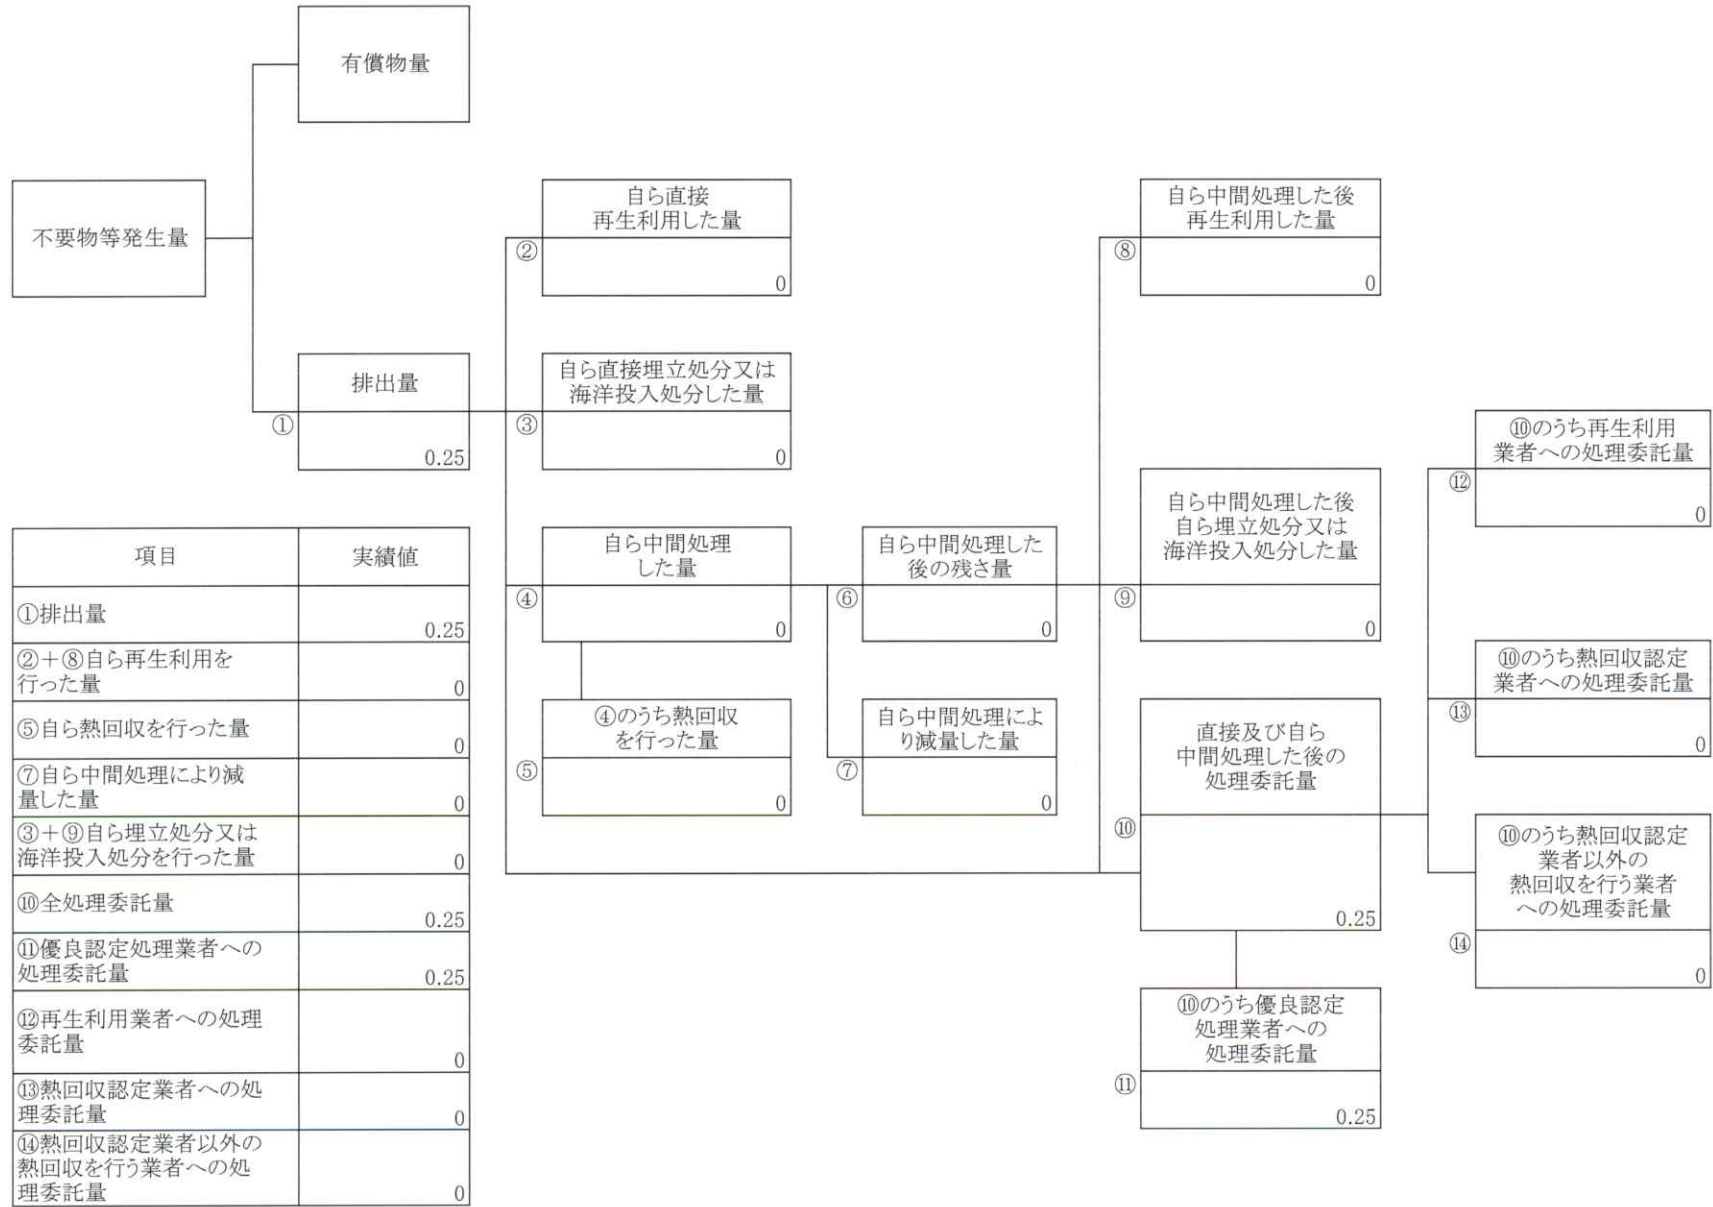 有償物量
不要物等発生量
排出量
①
0.25
自ら直接
再生利用した量
②
0
自ら直接埋立処分又は
海洋投入処分した量
③
0
自ら中間処理
した量
④
0
④のうち熱回収
を行った量
⑤
0
自ら中間処理した
後の残さ量
⑥
0
自ら中間処理によ
り減量した量
⑦
0
自ら中間処理した後
再生利用した量
⑧
0
自ら中間処理した後
自ら埋立処分又は
海洋投入処分した量
⑨
0
直接及び自ら
中間処理した後の
処理委託量
⑩
0.25
⑩のうち優良認定
処理業者への
処理委託量
⑪
0.25
⑩のうち再生利用
業者への処理委託量
⑫
0
⑩のうち熱回収認定
業者への処理委託量
⑬
0
⑩のうち熱回収認定
業者以外の
熱回収を行う業者
への処理委託量
⑭
0
項目 実績値
①排出量
0.25
②+⑧自ら再生利用を
行った量
0
⑤自ら熱回収を行った量
0
⑦自ら中間処理により減
量した量
0
③+⑨自ら埋立処分又は
海洋投入処分を行った量
0
⑩全処理委託量
0.25
⑪優良認定処理業者への
処理委託量
0.25
⑫再生利用業者への処理
委託量
0
⑬熱回収認定業者への処
理委託量
0
⑭熱回収認定業者以外の
熱回収を行う業者への処
理委託量
0